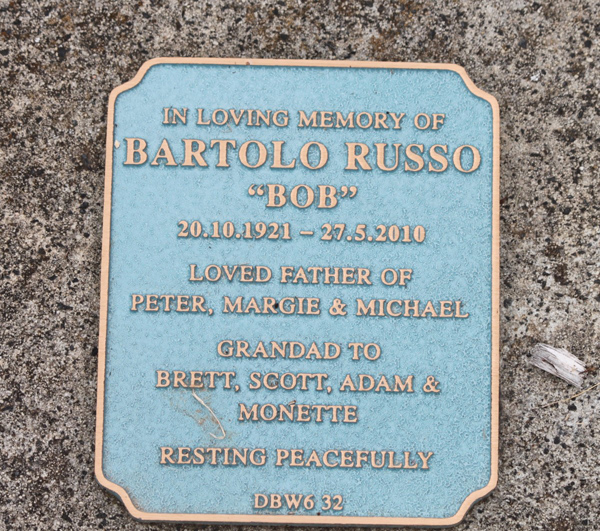 IN LOVING MEMORY OF
BARTOLO RUSSO
"BOB"
20.10.1921 – 27.5.2010
LOVED FATHER OF
PETER, MARGIE & MICHAEL
GRANDAD TO
BRETT, SCOTT, ADAM &
MONETTE
RESTING PEACEFULLY
DBW6 32